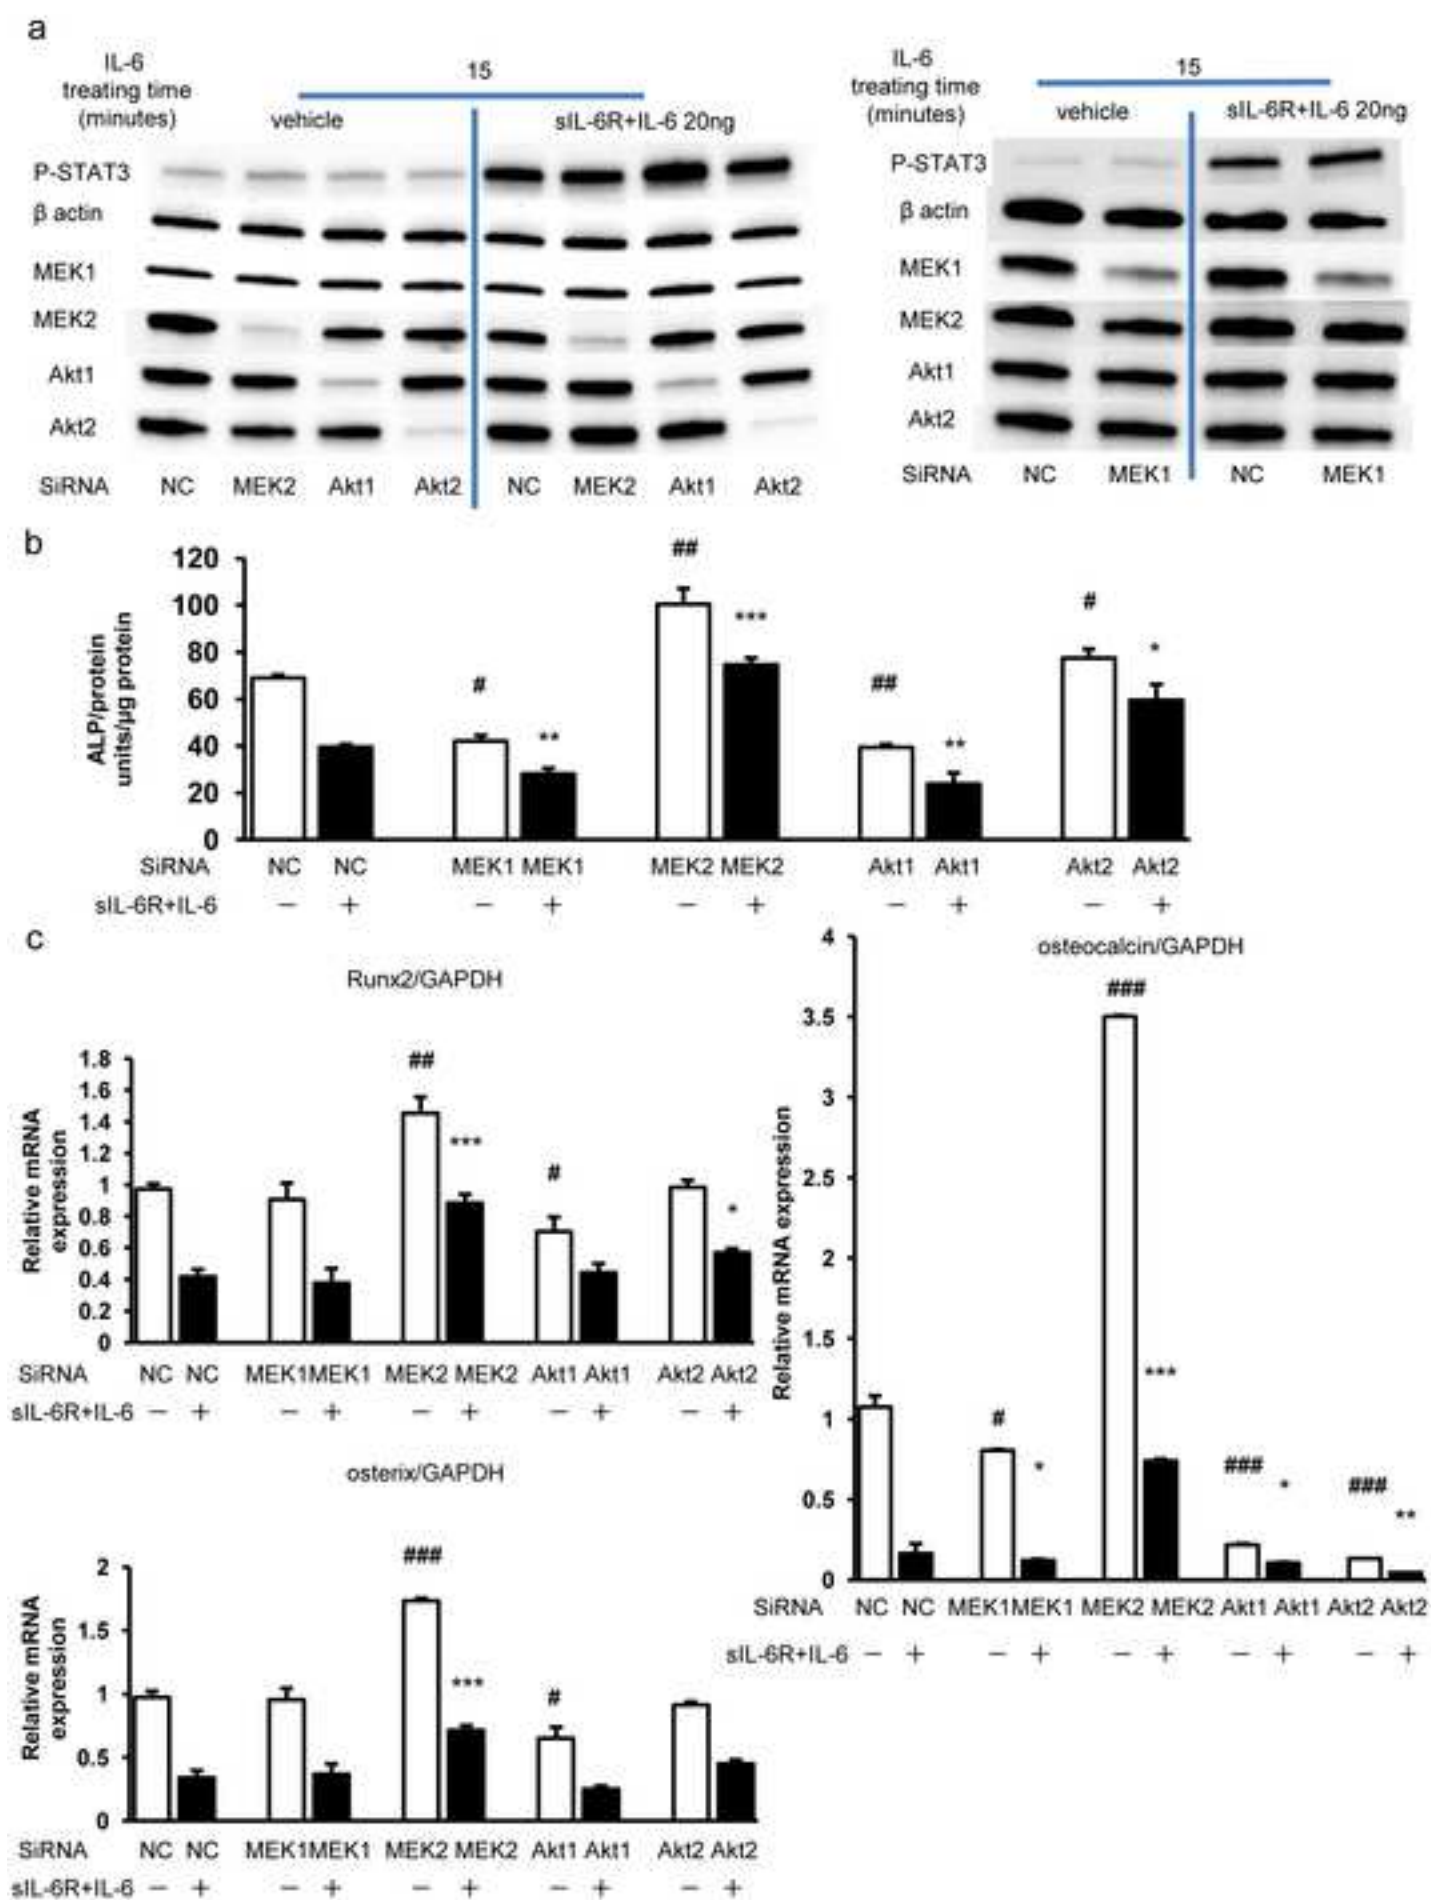 a
IL-6
treating time
(minutes)
15
vehicle
sIL-6R+IL-6 20ng
P-STAT3
β actin
MEK1
MEK2
Akt1
Akt2
SiRNA NC MEK2 Akt1 Akt2 NC MEK2 Akt1 Akt2
IL-6
treating time
(minutes)
15
vehicle
sIL-6R+IL-6 20ng
P-STAT3
β actin
MEK1
MEK2
Akt1
Akt2
SiRNA NC MEK1 NC MEK1
b
ALP/protein
units/µg protein
120
100
80
60
40
20
0
# ** ## *** ## ** # *
SiRNA NC NC MEK1 MEK1 MEK2 MEK2 Akt1 Akt1 Akt2 Akt2
sIL-6R+IL-6 − + − + − + − + − +
c
Runx2/GAPDH
Relative mRNA
expression
1.8
1.6
1.4
1.2
1
0.8
0.6
0.4
0.2
0
## *** # *
SiRNA NC NC MEK1MEK1 MEK2 MEK2 Akt1 Akt1 Akt2 Akt2
sIL-6R+IL-6 − + − + − + − + − +
osterix/GAPDH
Relative mRNA
expression
2
1.5
1
0.5
0
### *** #
SiRNA NC NC MEK1MEK1 MEK2 MEK2 Akt1 Akt1 Akt2 Akt2
sIL-6R+IL-6 − + − + − + − + − +
osteocalcin/GAPDH
Relative mRNA expression
4
3.5
3
2.5
2
1.5
1
0.5
0
# * ### *** ### * ### **
SiRNA NC NC MEK1MEK1 MEK2 MEK2 Akt1 Akt1 Akt2 Akt2
sIL-6R+IL-6 − + − + − + − + − +